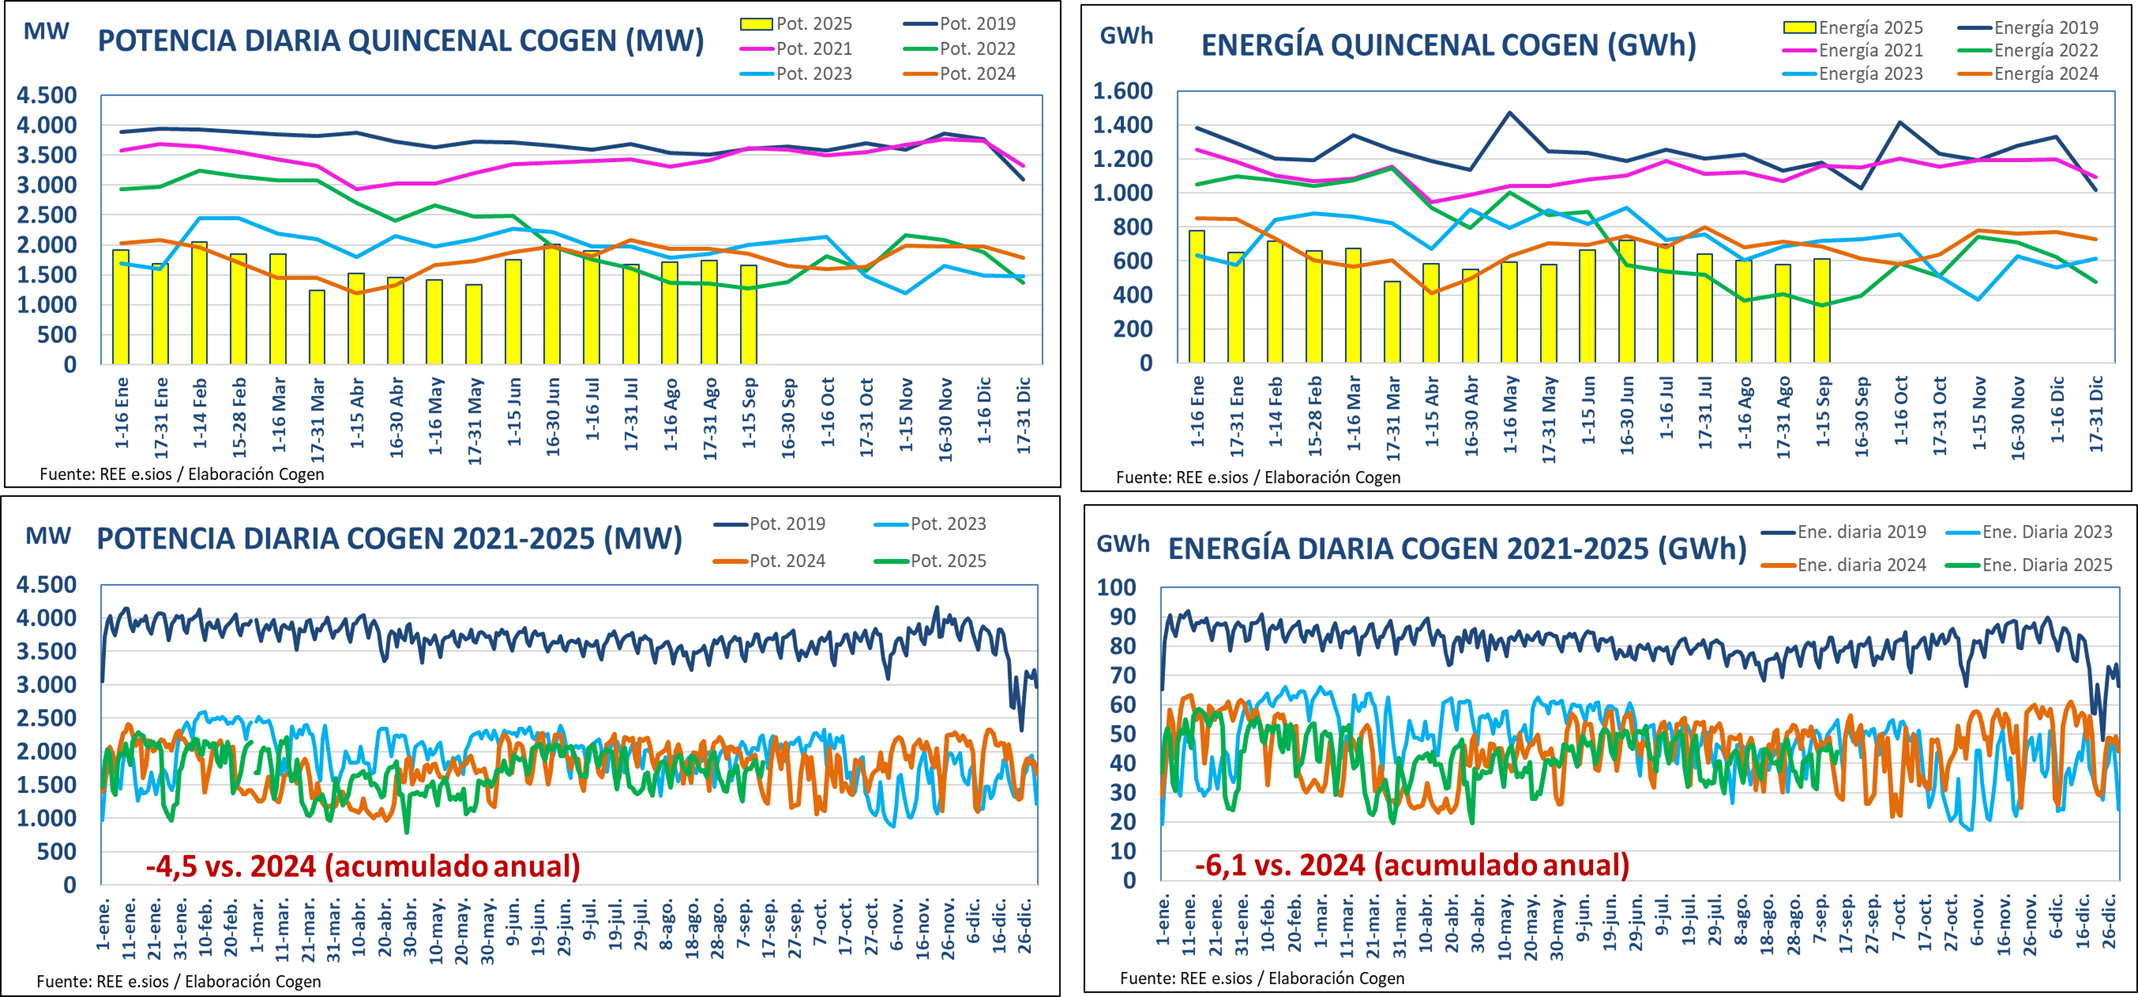 MW
POTENCIA DIARIA QUINCENAL COGEN (MW)
Pot. 2025
Pot. 2019
Pot. 2021
Pot. 2022
Pot. 2023
Pot. 2024
4.500
4.000
3.500
3.000
2.500
2.000
1.500
1.000
500
0
1-16 Ene
17-31 Ene
1-14 Feb
15-28 Feb
1-16 Mar
17-31 Mar
1-15 Abr
16-30 Abr
1-16 May
17-31 May
1-15 Jun
16-30 Jun
1-16 Jul
17-31 Jul
1-16 Ago
17-31 Ago
1-15 Sep
16-30 Sep
1-16 Oct
17-31 Oct
1-15 Nov
16-30 Nov
1-16 Dic
17-31 Dic
Fuente: REE e.sios / Elaboración Cogen
GWh
ENERGÍA QUINCENAL COGEN (GWh)
Energía 2025
Energía 2019
Energía 2021
Energía 2022
Energía 2023
Energía 2024
1.600
1.400
1.200
1.000
800
600
400
200
0
1-16 Ene
17-31 Ene
1-14 Feb
15-28 Feb
1-16 Mar
17-31 Mar
1-15 Abr
16-30 Abr
1-16 May
17-31 May
1-15 Jun
16-30 Jun
1-16 Jul
17-31 Jul
1-16 Ago
17-31 Ago
1-15 Sep
16-30 Sep
1-16 Oct
17-31 Oct
1-15 Nov
16-30 Nov
1-16 Dic
17-31 Dic
Fuente: REE e.sios / Elaboración Cogen
MW
POTENCIA DIARIA COGEN 2021-2025 (MW)
Pot. 2019
Pot. 2023
Pot. 2024
Pot. 2025
4.500
4.000
3.500
3.000
2.500
2.000
1.500
1.000
500
0
-4,5 vs. 2024 (acumulado anual)
1-ene.
11-ene.
21-ene.
31-ene.
10-feb.
20-feb.
1-mar.
11-mar.
21-mar.
31-mar.
10-abr.
20-abr.
30-abr.
10-may.
20-may.
30-may.
9-jun.
19-jun.
29-jun.
9-jul.
19-jul.
29-jul.
8-ago.
18-ago.
28-ago.
7-sep.
17-sep.
27-sep.
7-oct.
17-oct.
27-oct.
6-nov.
16-nov.
26-nov.
6-dic.
16-dic.
26-dic.
Fuente: REE e.sios / Elaboración Cogen
GWh
ENERGÍA DIARIA COGEN 2021-2025 (GWh)
Ene. diaria 2019
Ene. Diaria 2023
Ene. diaria 2024
Ene. Diaria 2025
100
90
80
70
60
50
40
30
20
10
0
-6,1 vs. 2024 (acumulado anual)
1-ene.
11-ene.
21-ene.
31-ene.
10-feb.
20-feb.
1-mar.
11-mar.
21-mar.
31-mar.
10-abr.
20-abr.
30-abr.
10-may.
20-may.
30-may.
9-jun.
19-jun.
29-jun.
9-jul.
19-jul.
29-jul.
8-ago.
18-ago.
28-ago.
7-sep.
17-sep.
27-sep.
7-oct.
17-oct.
27-oct.
6-nov.
16-nov.
26-nov.
6-dic.
16-dic.
26-dic.
Fuente: REE e.sios / Elaboración Cogen